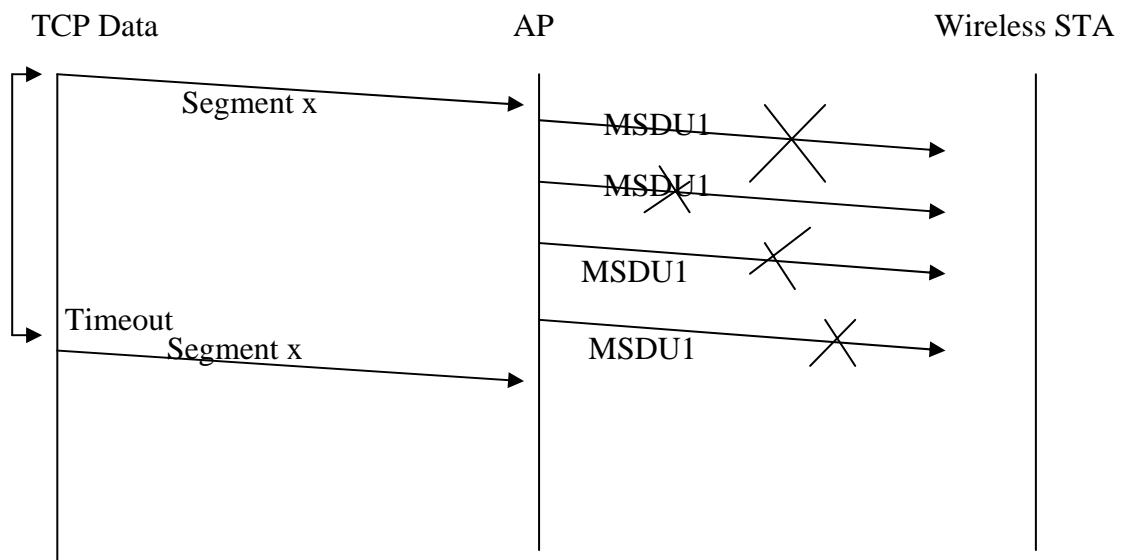 TCP Data
AP
Wireless STA
Segment x
MSDU1
MSDU1
MSDU1
Timeout
Segment x
MSDU1